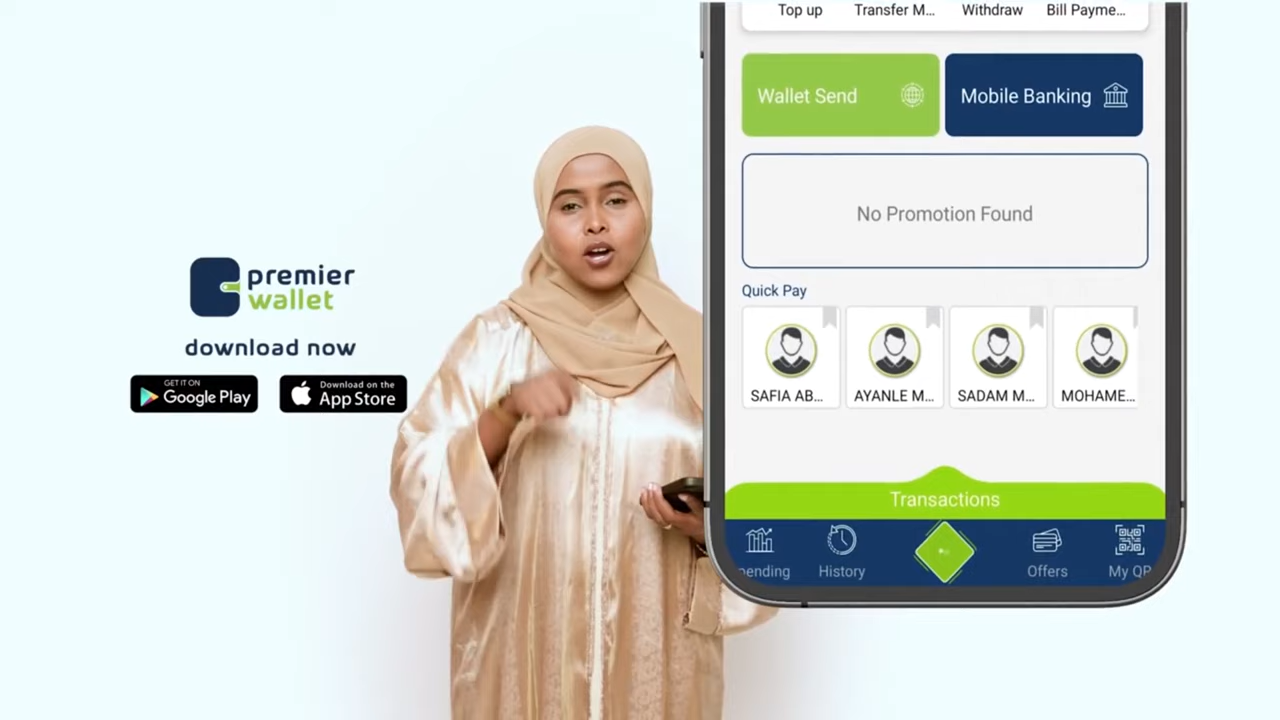 premier
wallet
download now
GET IT ON
Google Play
Download on the
App Store
Top up
Transfer M...
Withdraw
Bill Payme...
Wallet Send
Mobile Banking
No Promotion Found
Quick Pay
SAFIA AB...
AYANLE M...
SADAM M...
MOHAME...
Transactions
pending
History
Offers
My QR